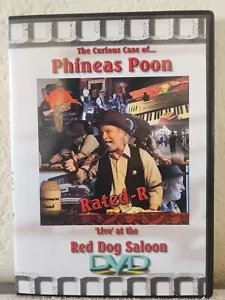 The Curious Case of...
Phineas Poon
Rated-R
'Live' at the
Red Dog Saloon
DVD